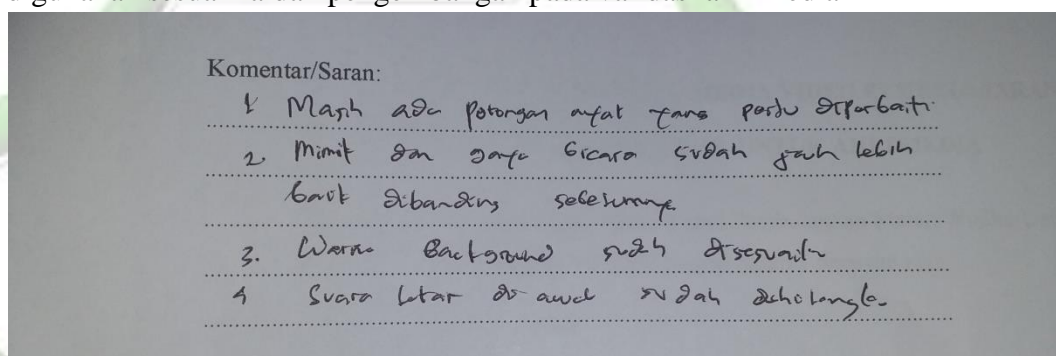 Komentar/Saran:
1 Masih ada potongan ayat yang perlu diperbaiki.
2. Mimik dan gaya bicara sudah jauh lebih
baik dibanding sebelumnya
3. Warna Background sudah disesuaikan
4 Suara latar di awal sudah dihilangkan.